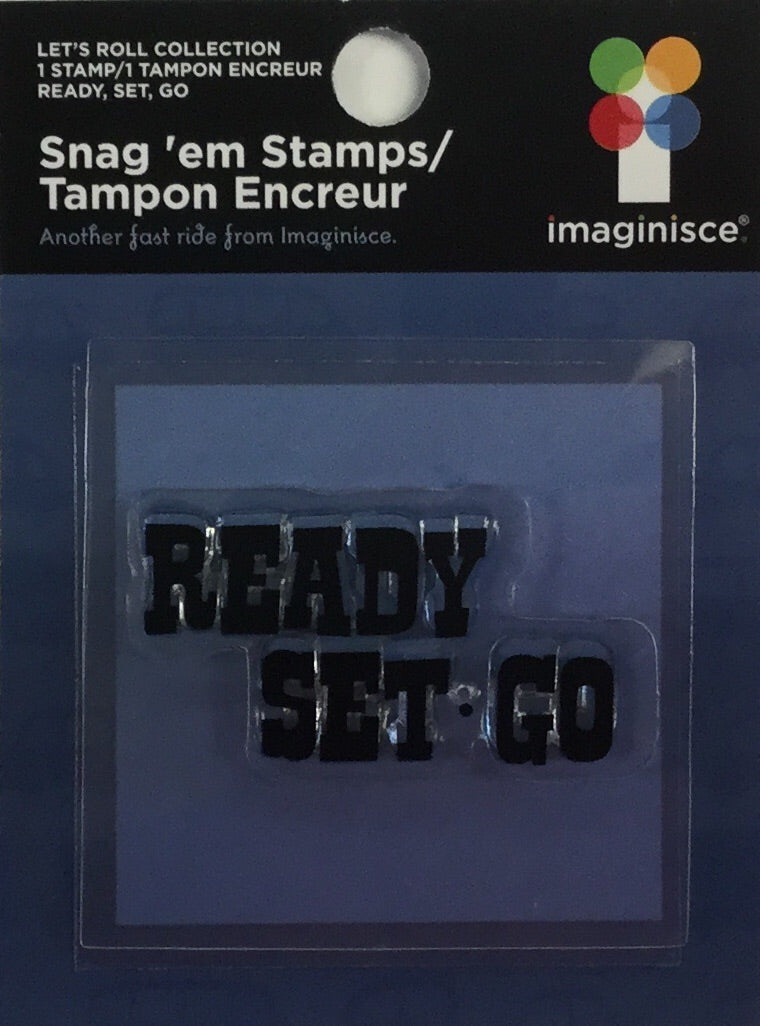 LET'S ROLL COLLECTION
1 STAMP/1 TAMPON ENCREUR
READY, SET, GO
Snag 'em Stamps/
Tampon Encreur
Another fast ride from Imaginisce.
imaginisce®
READY
SET·GO